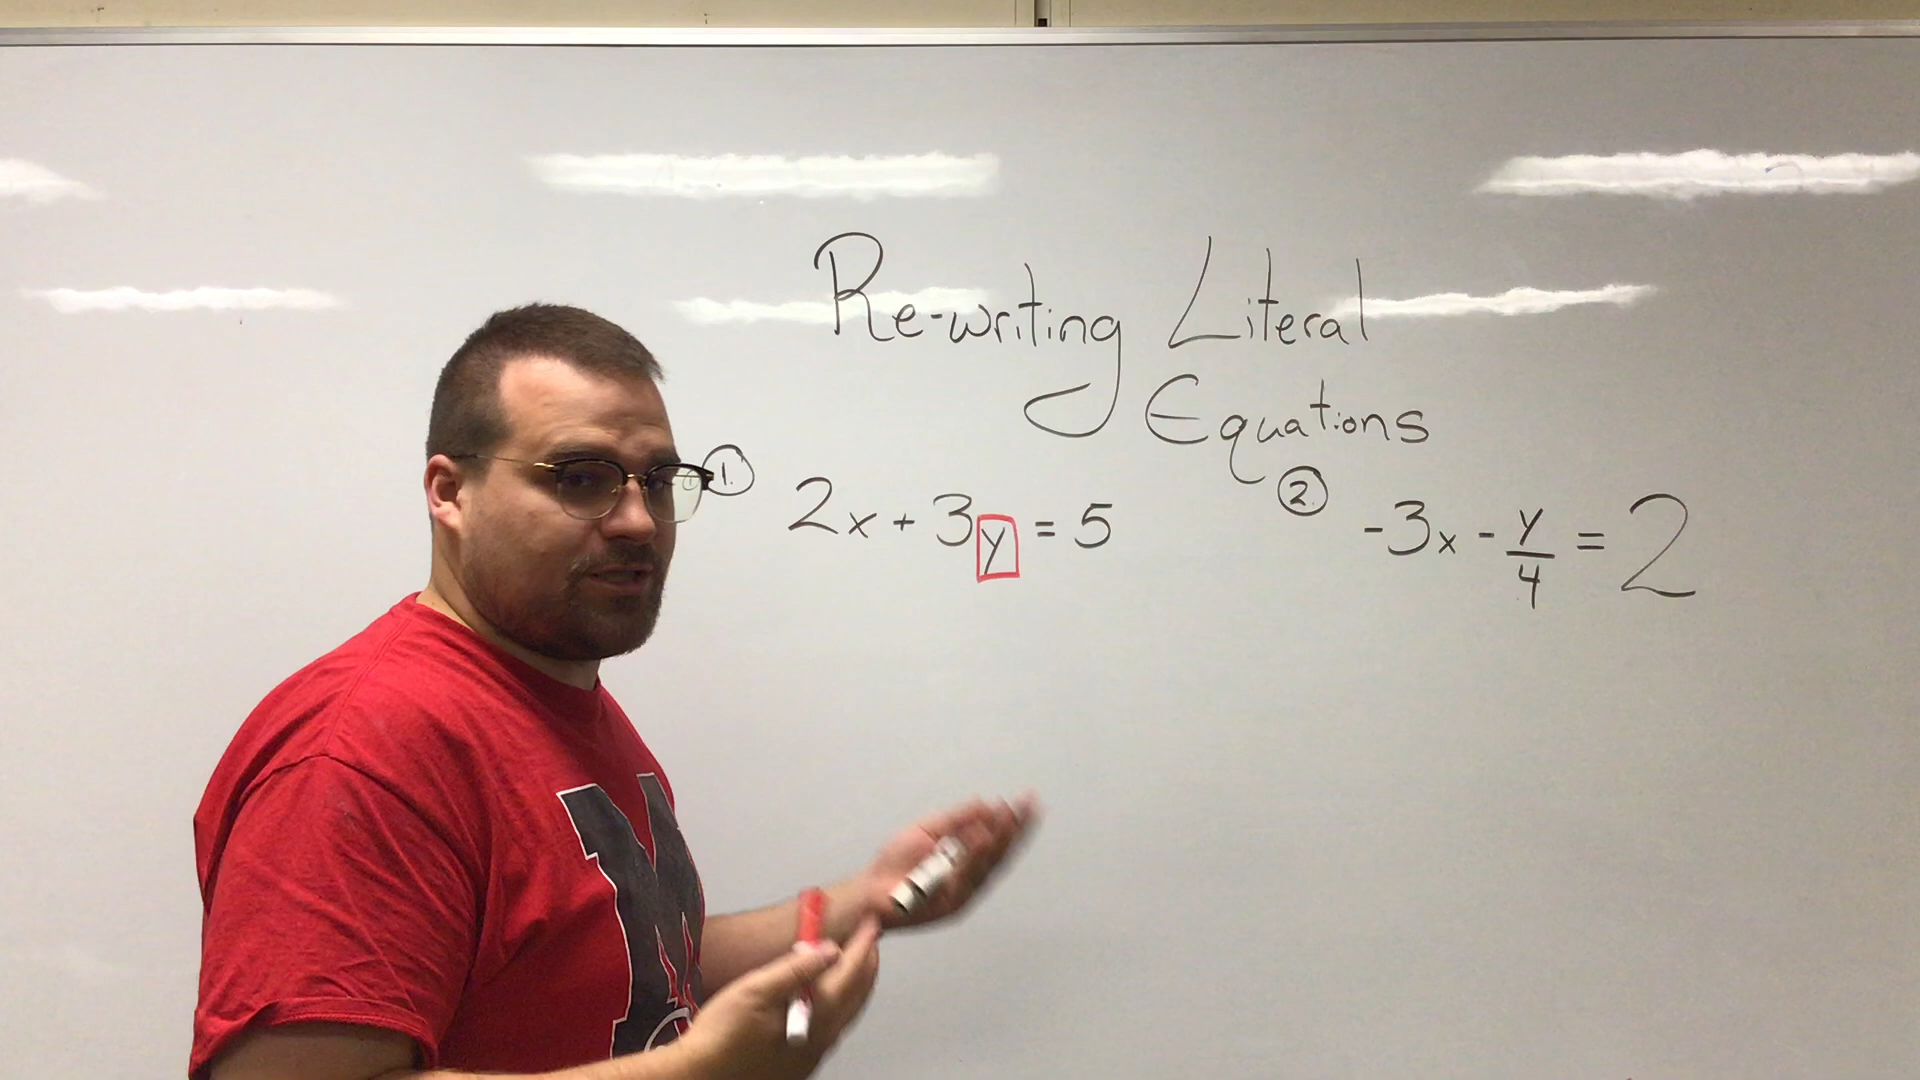 Re-writing Literal
Equations
1. 2x + 3y = 5
2. -3x - y/4 = 2
M